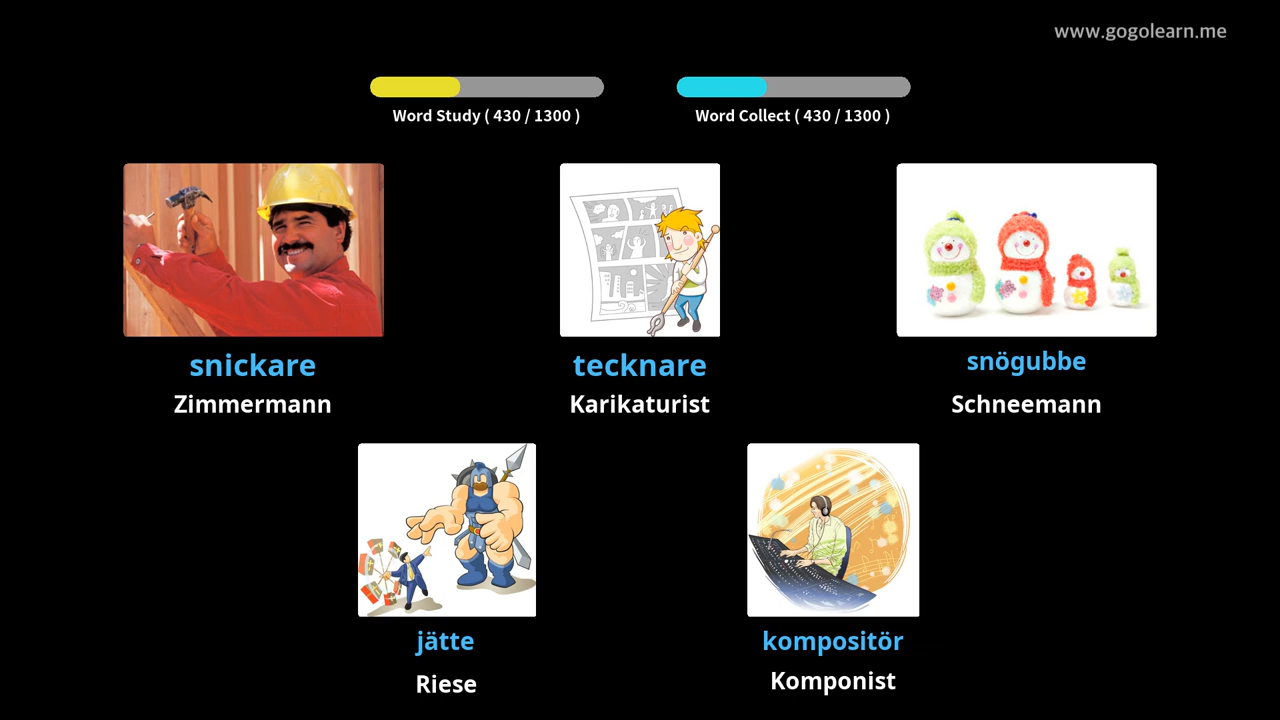 www.gogolearn.me
Word Study ( 430 / 1300 )
Word Collect ( 430 / 1300 )
snickare
Zimmermann
tecknare
Karikaturist
snögubbe
Schneemann
jätte
Riese
kompositör
Komponist